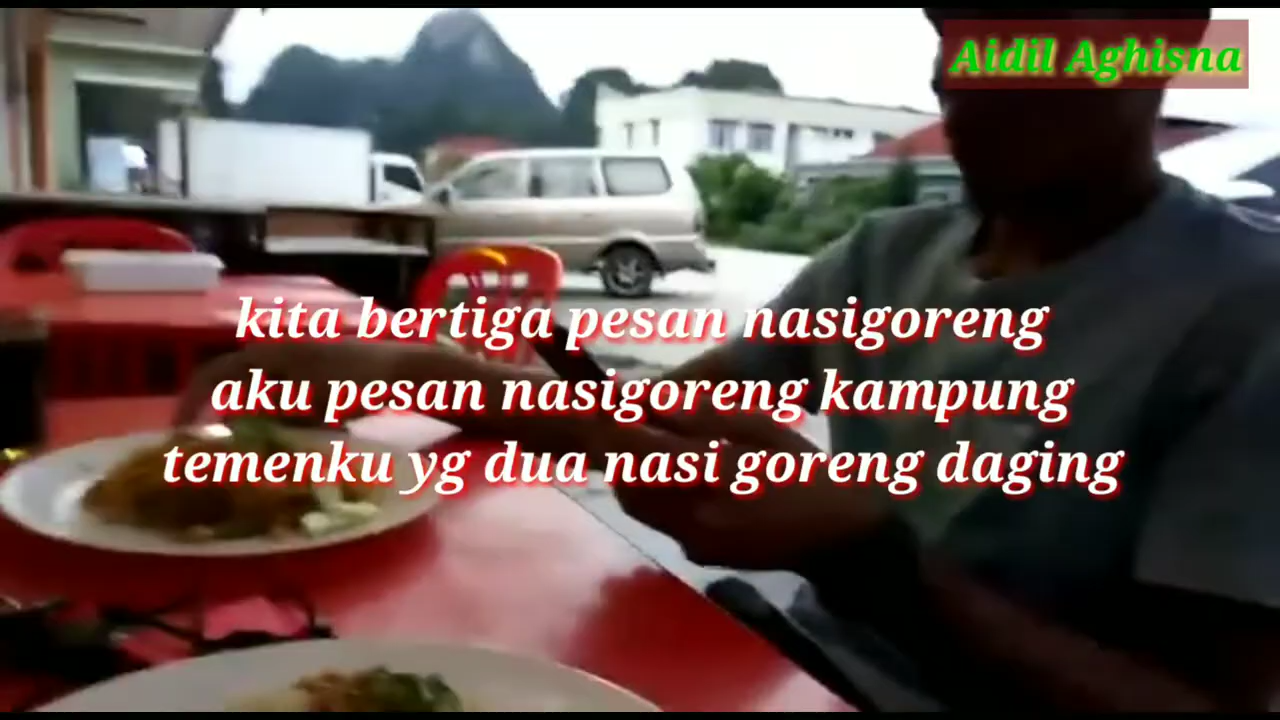 Aidil Aghisna
kita bertiga pesan nasigoreng
aku pesan nasigoreng kampung
temenku yg dua nasi goreng daging